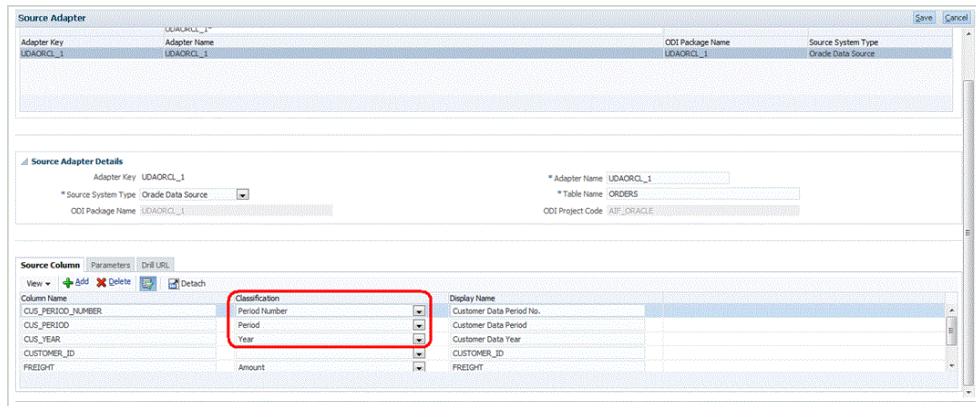 Source Adapter Save Cancel
UDAORCL_1*
Adapter Key Adapter Name ODI Package Name Source System Type
UDAORCL_1 UDAORCL_1 UDAORCL_1 Oracle Data Source
Source Adapter Details
Adapter Key UDAORCL_1 * Adapter Name UDAORCL_1
* Source System Type Oracle Data Source * Table Name ORDERS
ODI Package Name UDAORCL_1 ODI Project Code AIF_ORACLE
Source Column Parameters Drill URL
View Add Delete Detach
Column Name Classification Display Name
CUS_PERIOD_NUMBER Period Number Customer Data Period No.
CUS_PERIOD Period Customer Data Period
CUS_YEAR Year Customer Data Year
CUSTOMER_ID CUSTOMER_ID
FREIGHT Amount FREIGHT